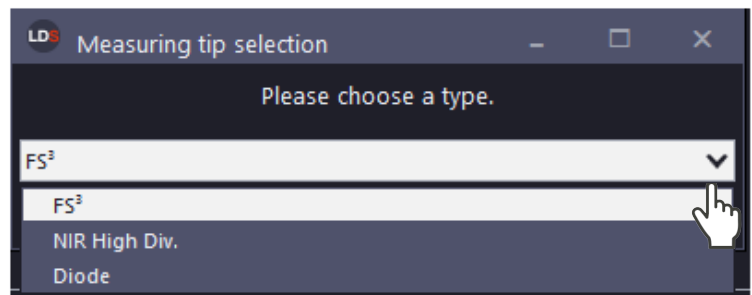 LDS Measuring tip selection
Please choose a type.
FS³
FS³
NIR High Div.
Diode